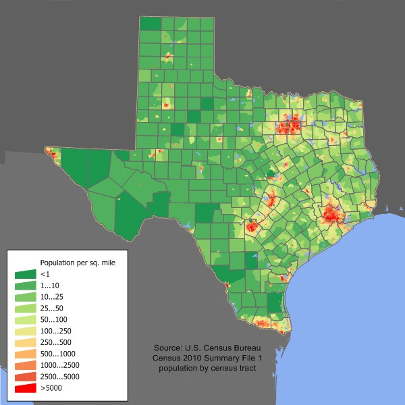 Population per sq. mile
<1
1...10
10...25
25...50
50...100
100...250
250...500
500...1000
1000...2500
2500...5000
>5000
Source: U.S. Census Bureau
Census 2010 Summary File 1
population by census tract